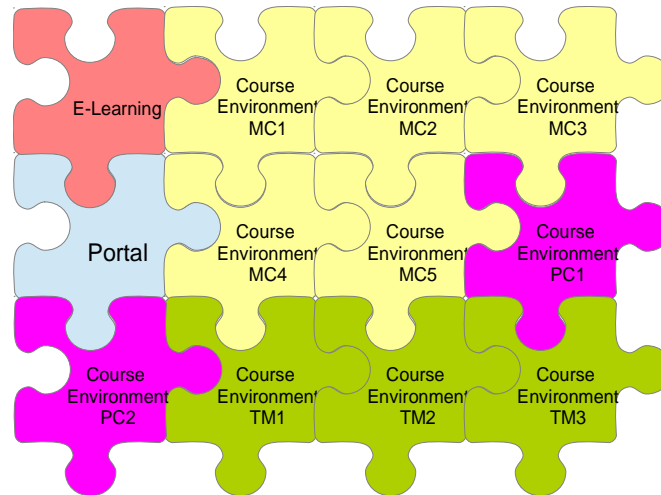 E-Learning
Course
Environment
MC1
Course
Environment
MC2
Course
Environment
MC3
Portal
Course
Environment
MC4
Course
Environment
MC5
Course
Environment
PC1
Course
Environment
PC2
Course
Environment
TM1
Course
Environment
TM2
Course
Environment
TM3